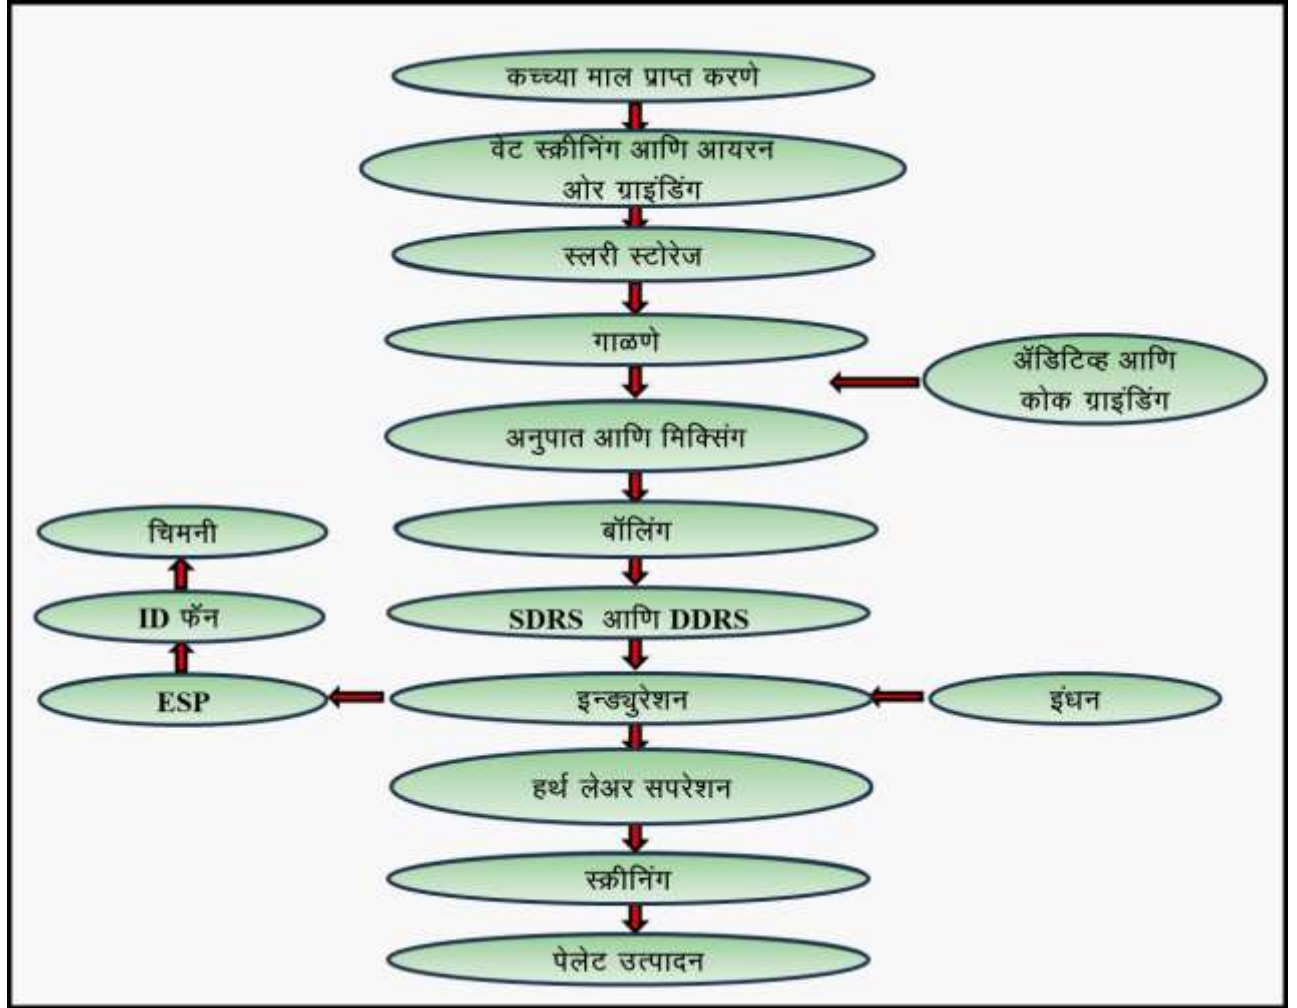 कच्च्या माल प्राप्त करणे
वेट स्क्रीनिंग आणि आयरन
ओर ग्राइंडिंग
स्लरी स्टोरेज
गाळणे
ॲडिटिव्ह आणि
कोक ग्राइंडिंग
अनुपात आणि मिक्सिंग
बॉलिंग
चिमनी
SDRS आणि DDRS
ID फॅन
इन्ड्युरेशन
ESP
इंधन
हर्थ लेअर सपरेशन
स्क्रीनिंग
पेलेट उत्पादन